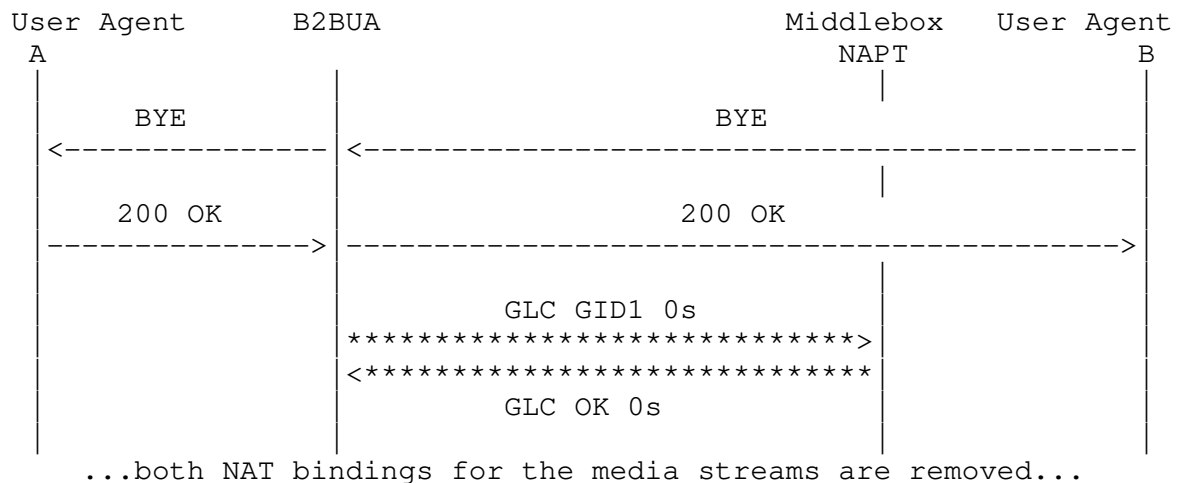 User Agent B2BUA Middlebox User Agent
A NAPT B
BYE BYE
200 OK 200 OK
GLC GID1 0s
GLC OK 0s
...both NAT bindings for the media streams are removed...